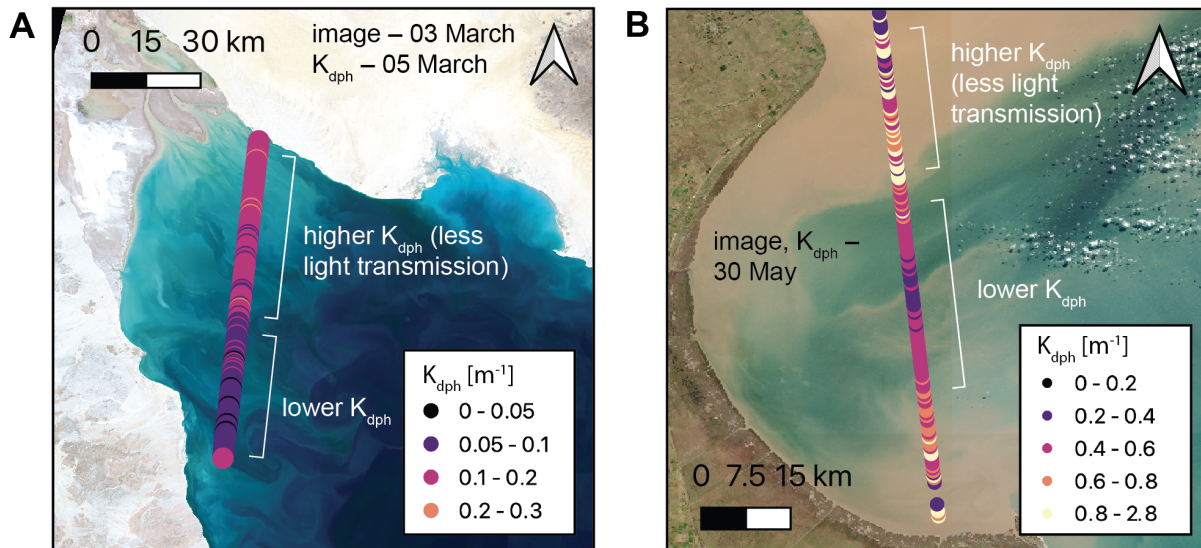 A
0 15 30 km
image – 03 March
Kdph – 05 March
higher Kdph (less
light transmission)
lower Kdph
Kdph [m⁻¹]
0 – 0.05
0.05 – 0.1
0.1 – 0.2
0.2 – 0.3
B
higher Kdph
(less light
transmission)
image, Kdph –
30 May
lower Kdph
0 7.5 15 km
Kdph [m⁻¹]
0 – 0.2
0.2 – 0.4
0.4 – 0.6
0.6 – 0.8
0.8 – 2.8